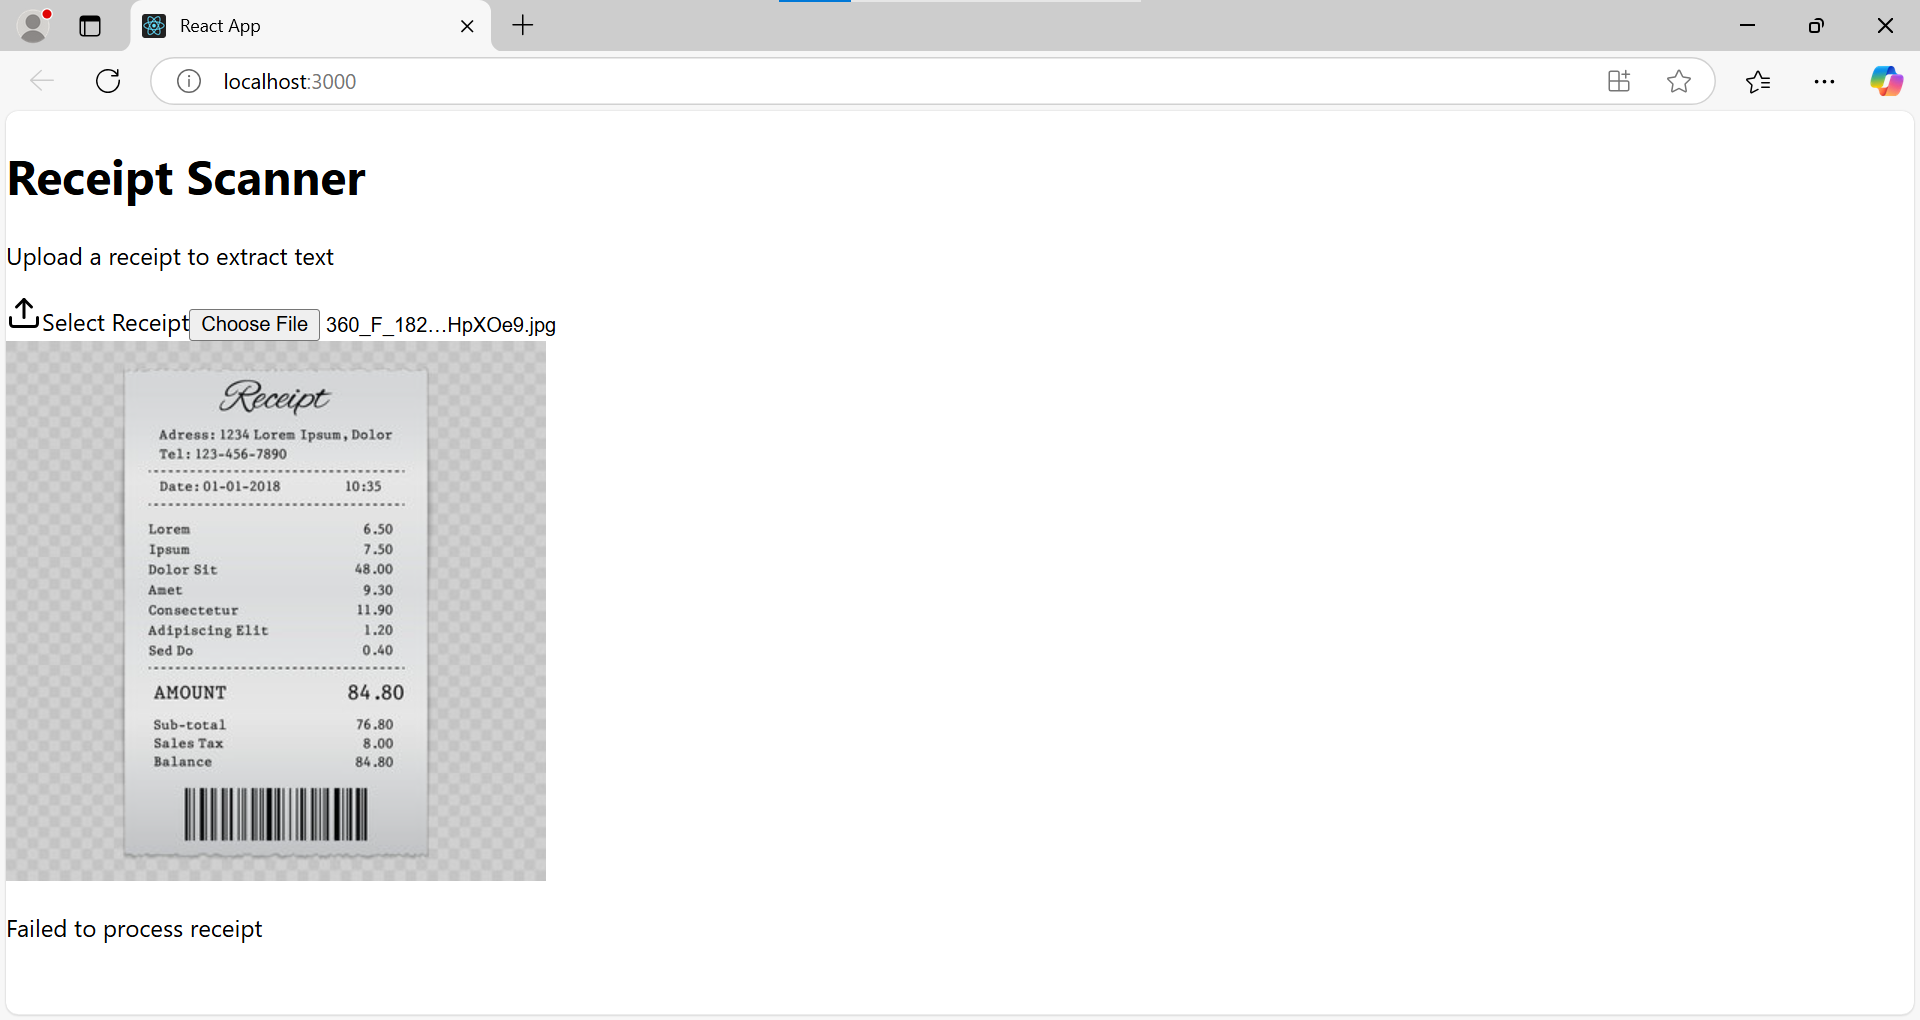 React App
localhost:3000
Receipt Scanner
Upload a receipt to extract text
Select Receipt Choose File 360_F_182...HpXOe9.jpg
Receipt
Adress: 1234 Lorem Ipsum, Dolor
Tel: 123-456-7890
Date: 01-01-2018 10:35
Lorem 6.50
Ipsum 7.50
Dolor Sit 48.00
Amet 9.30
Consectetur 11.90
Adipiscing Elit 1.20
Sed Do 0.40
AMOUNT 84.80
Sub-total 76.80
Sales Tax 8.00
Balance 84.80
Failed to process receipt